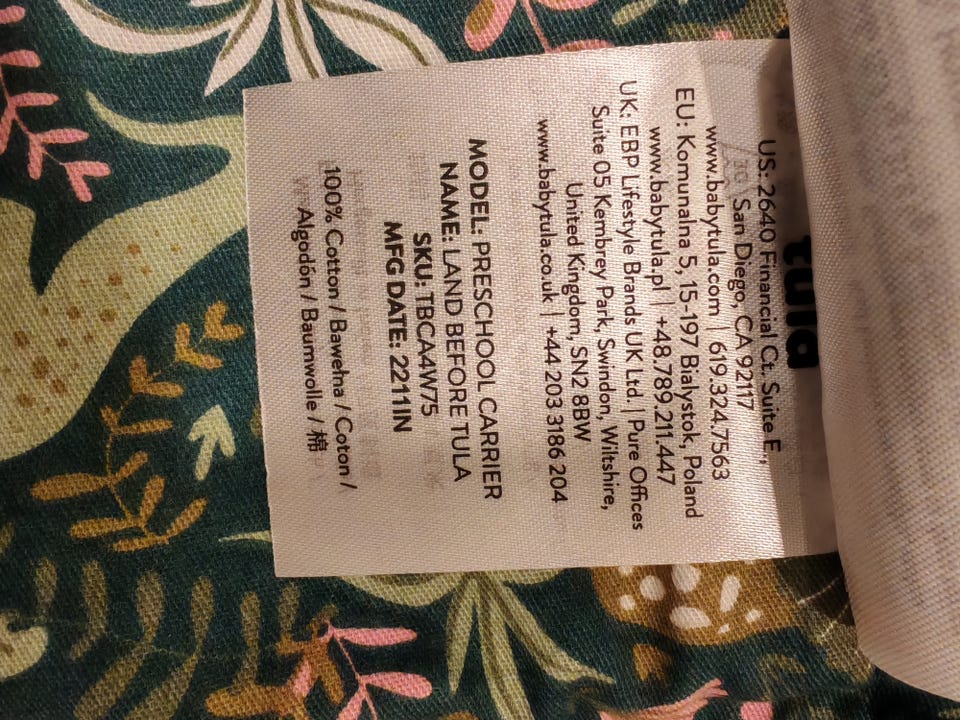 tula
US: 2640 Financial Ct. Suite E.,
San Diego, CA 92117
www.babytula.com | 619.324.7563
EU: Komunalna 5, 15-197 Bialystok, Poland
www.babytula.pl | +48.789.211.447
UK: EBP Lifestyle Brands UK Ltd. | Pure Offices
Suite 05 Kembrey Park, Swindon, Wiltshire,
United Kingdom, SN2 8BW
www.babytula.co.uk | +44 203 3186 204
MODEL: PRESCHOOL CARRIER
NAME: LAND BEFORE TULA
SKU: TBCA4W75
MFG DATE: 2211IN
100% Cotton / Bawełna / Coton /
Algodón / Baumwolle / 棉